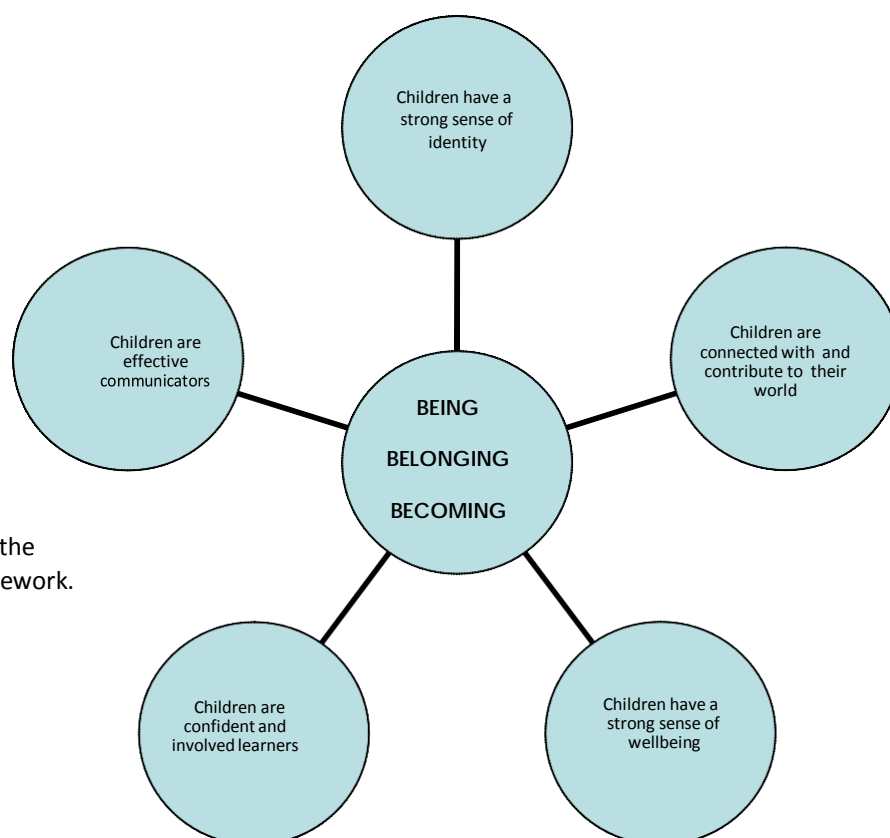 Children have a
strong sense of
identity
Children are
effective
communicators
Children are
connected with and
contribute to their
world
BEING
BELONGING
BECOMING
the
ework.
Children are
confident and
involved learners
Children have a
strong sense of
wellbeing